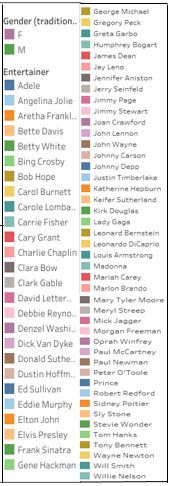 Gender (tradition..
F
M
Entertainer
Adele
Angelina Jolie
Aretha Frankl..
Bette Davis
Betty White
Bing Crosby
Bob Hope
Carol Burnett
Carole Lomba..
Carrie Fisher
Cary Grant
Charlie Chaplin
Clara Bow
Clark Gable
David Letter..
Debbie Reyno..
Denzel Washi..
Dick Van Dyke
Donald Suthe..
Dustin Hoffm..
Ed Sullivan
Eddie Murphy
Elton John
Elvis Presley
Frank Sinatra
Gene Hackman
George Michael
Gregory Peck
Greta Garbo
Humphrey Bogart
James Dean
Jay Leno
Jennifer Aniston
Jerry Seinfeld
Jimmy Page
Jimmy Stewart
Joan Crawford
John Lennon
John Wayne
Johnny Carson
Johnny Depp
Justin Timberlake
Katherine Hepburn
Keifer Sutherland
Kirk Douglas
Lady Gaga
Leonard Bernstein
Leonardo DiCaprio
Louis Armstrong
Madonna
Mariah Carey
Marlon Brando
Mary Tyler Moore
Meryl Streep
Mick Jagger
Morgan Freeman
Oprah Winfrey
Paul McCartney
Paul Newman
Peter O'Toole
Prince
Robert Redford
Sidney Poitier
Sly Stone
Stevie Wonder
Tom Hanks
Tony Bennett
Wayne Newton
Will Smith
Willie Nelson